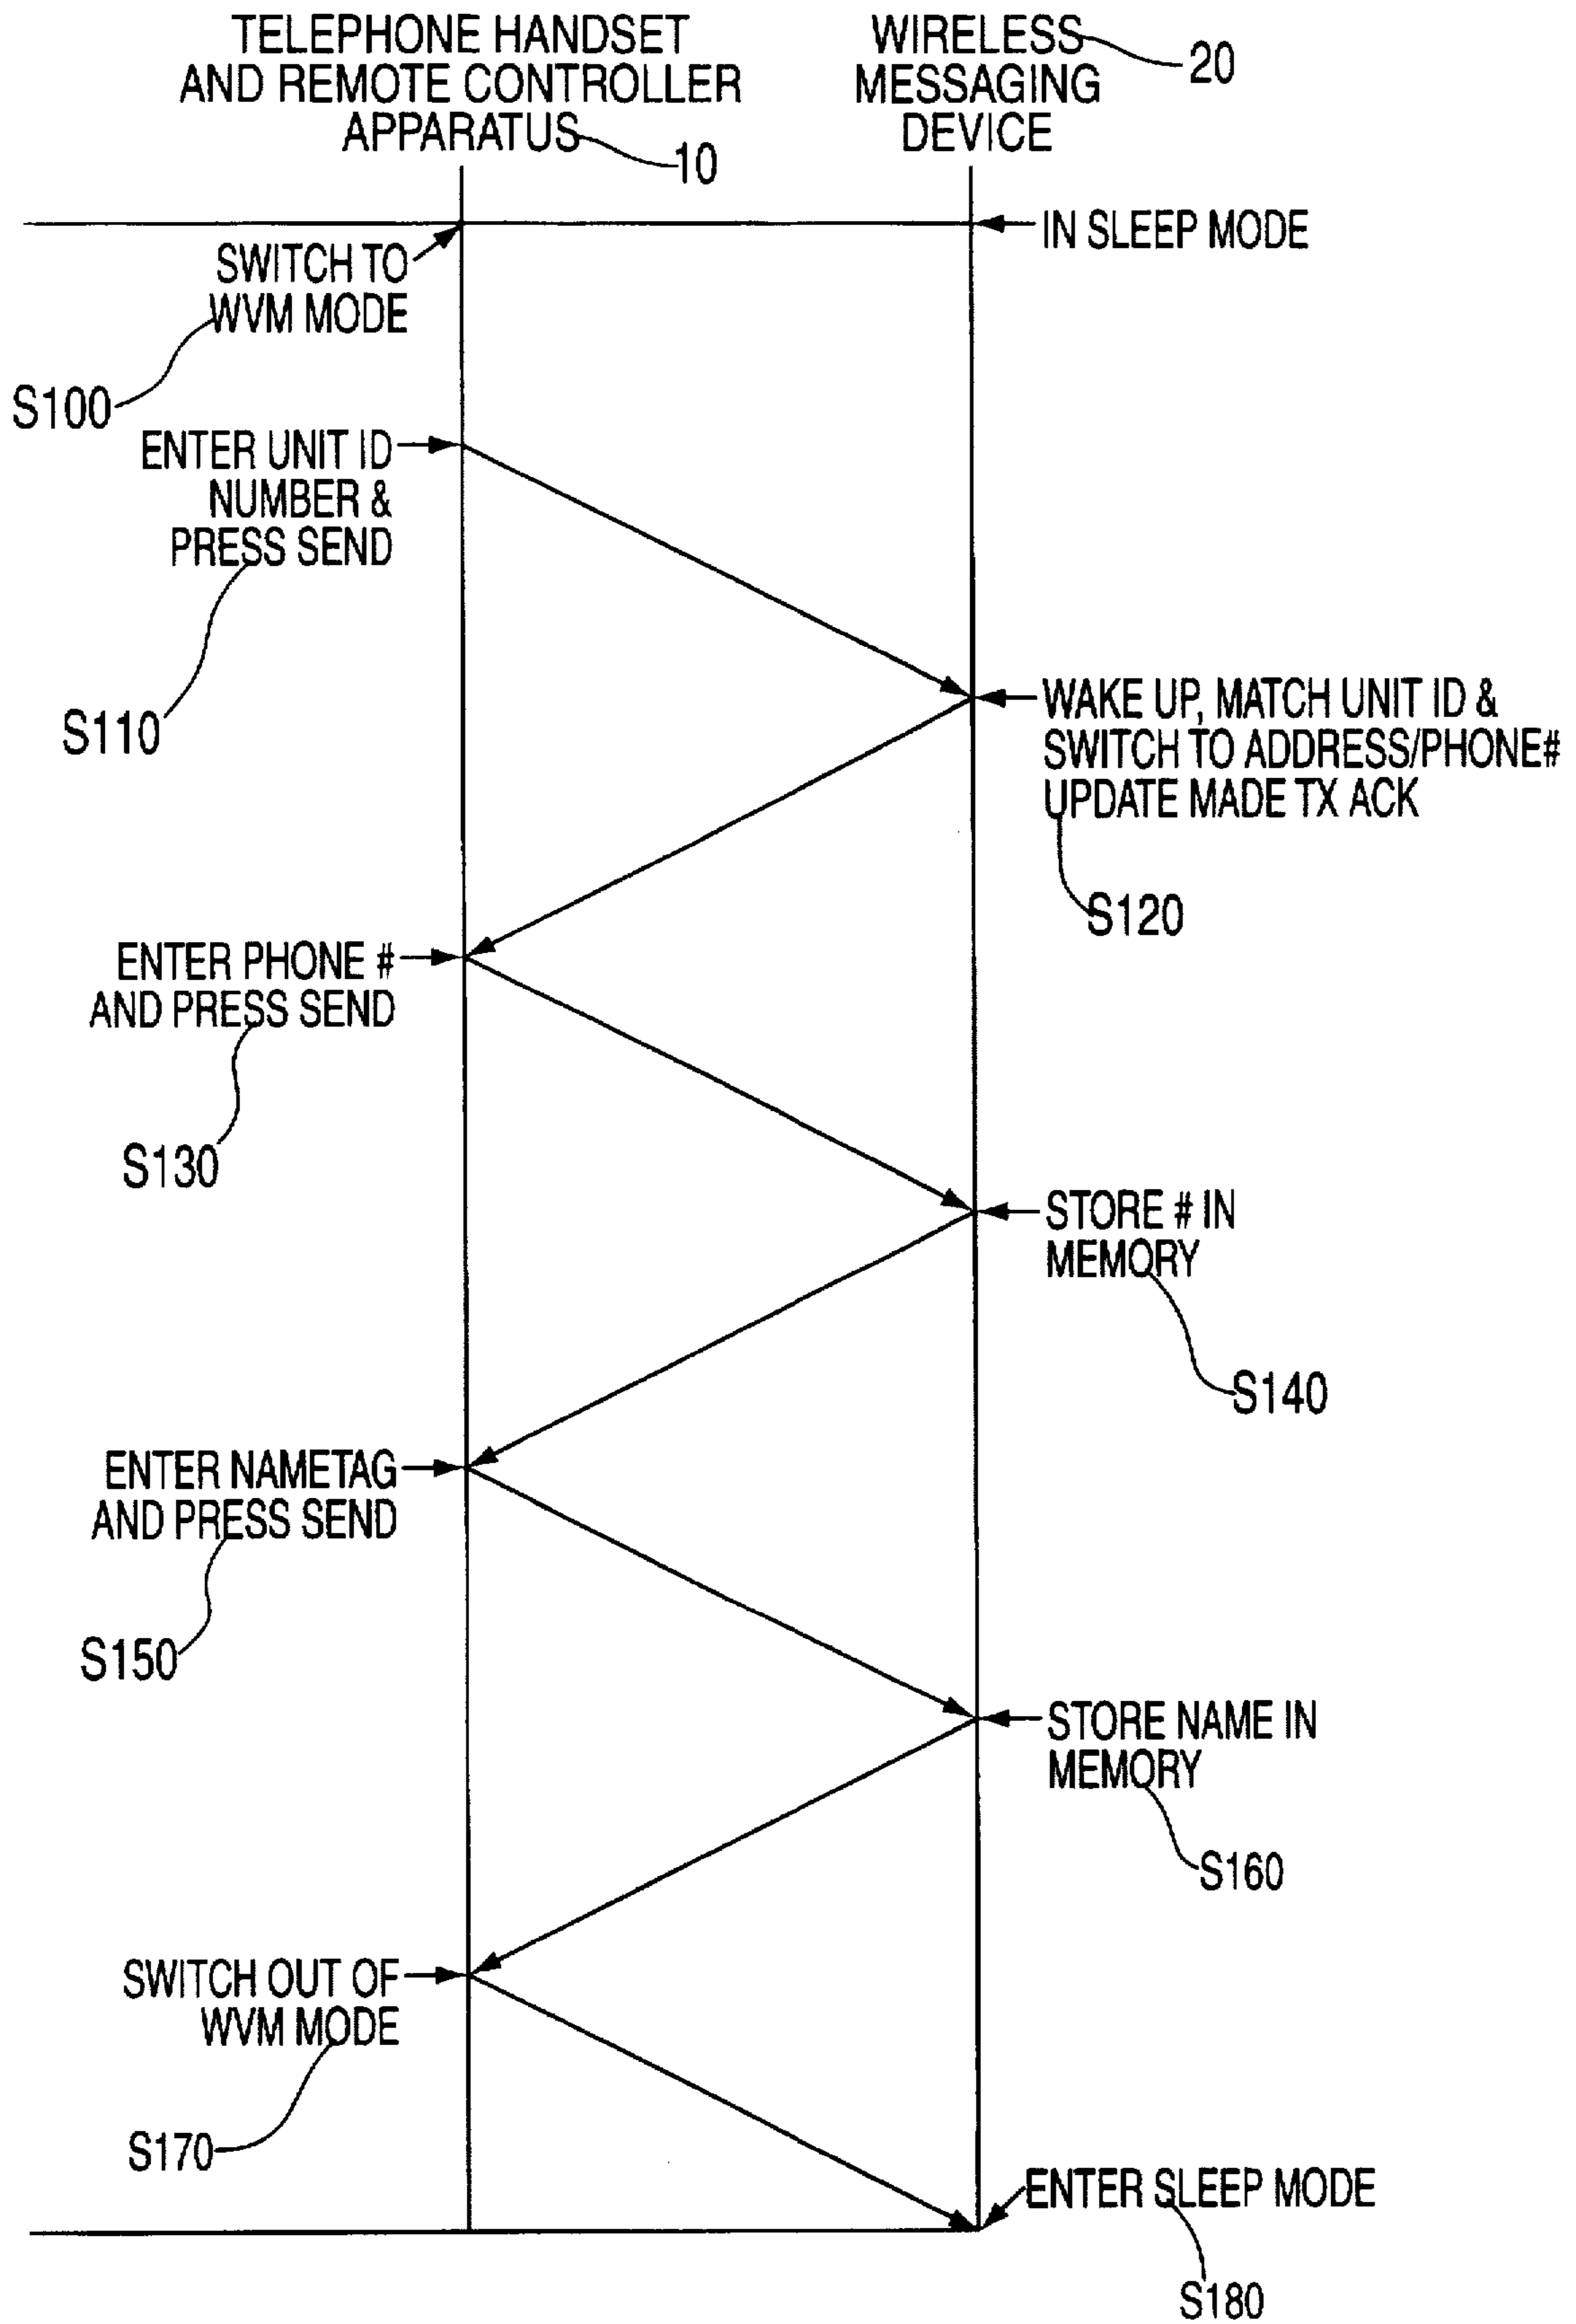 TELEPHONE HANDSET
AND REMOTE CONTROLLER
APPARATUS
10
WIRELESS
MESSAGING
DEVICE
20
IN SLEEP MODE
SWITCH TO
WVM MODE
S100
ENTER UNIT ID
NUMBER &
PRESS SEND
S110
WAKE UP, MATCH UNIT ID &
SWITCH TO ADDRESS/PHONE#
UPDATE MADE TX ACK
S120
ENTER PHONE #
AND PRESS SEND
S130
STORE # IN
MEMORY
S140
ENTER NAMETAG
AND PRESS SEND
S150
STORE NAME IN
MEMORY
S160
SWITCH OUT OF
WVM MODE
S170
ENTER SLEEP MODE
S180